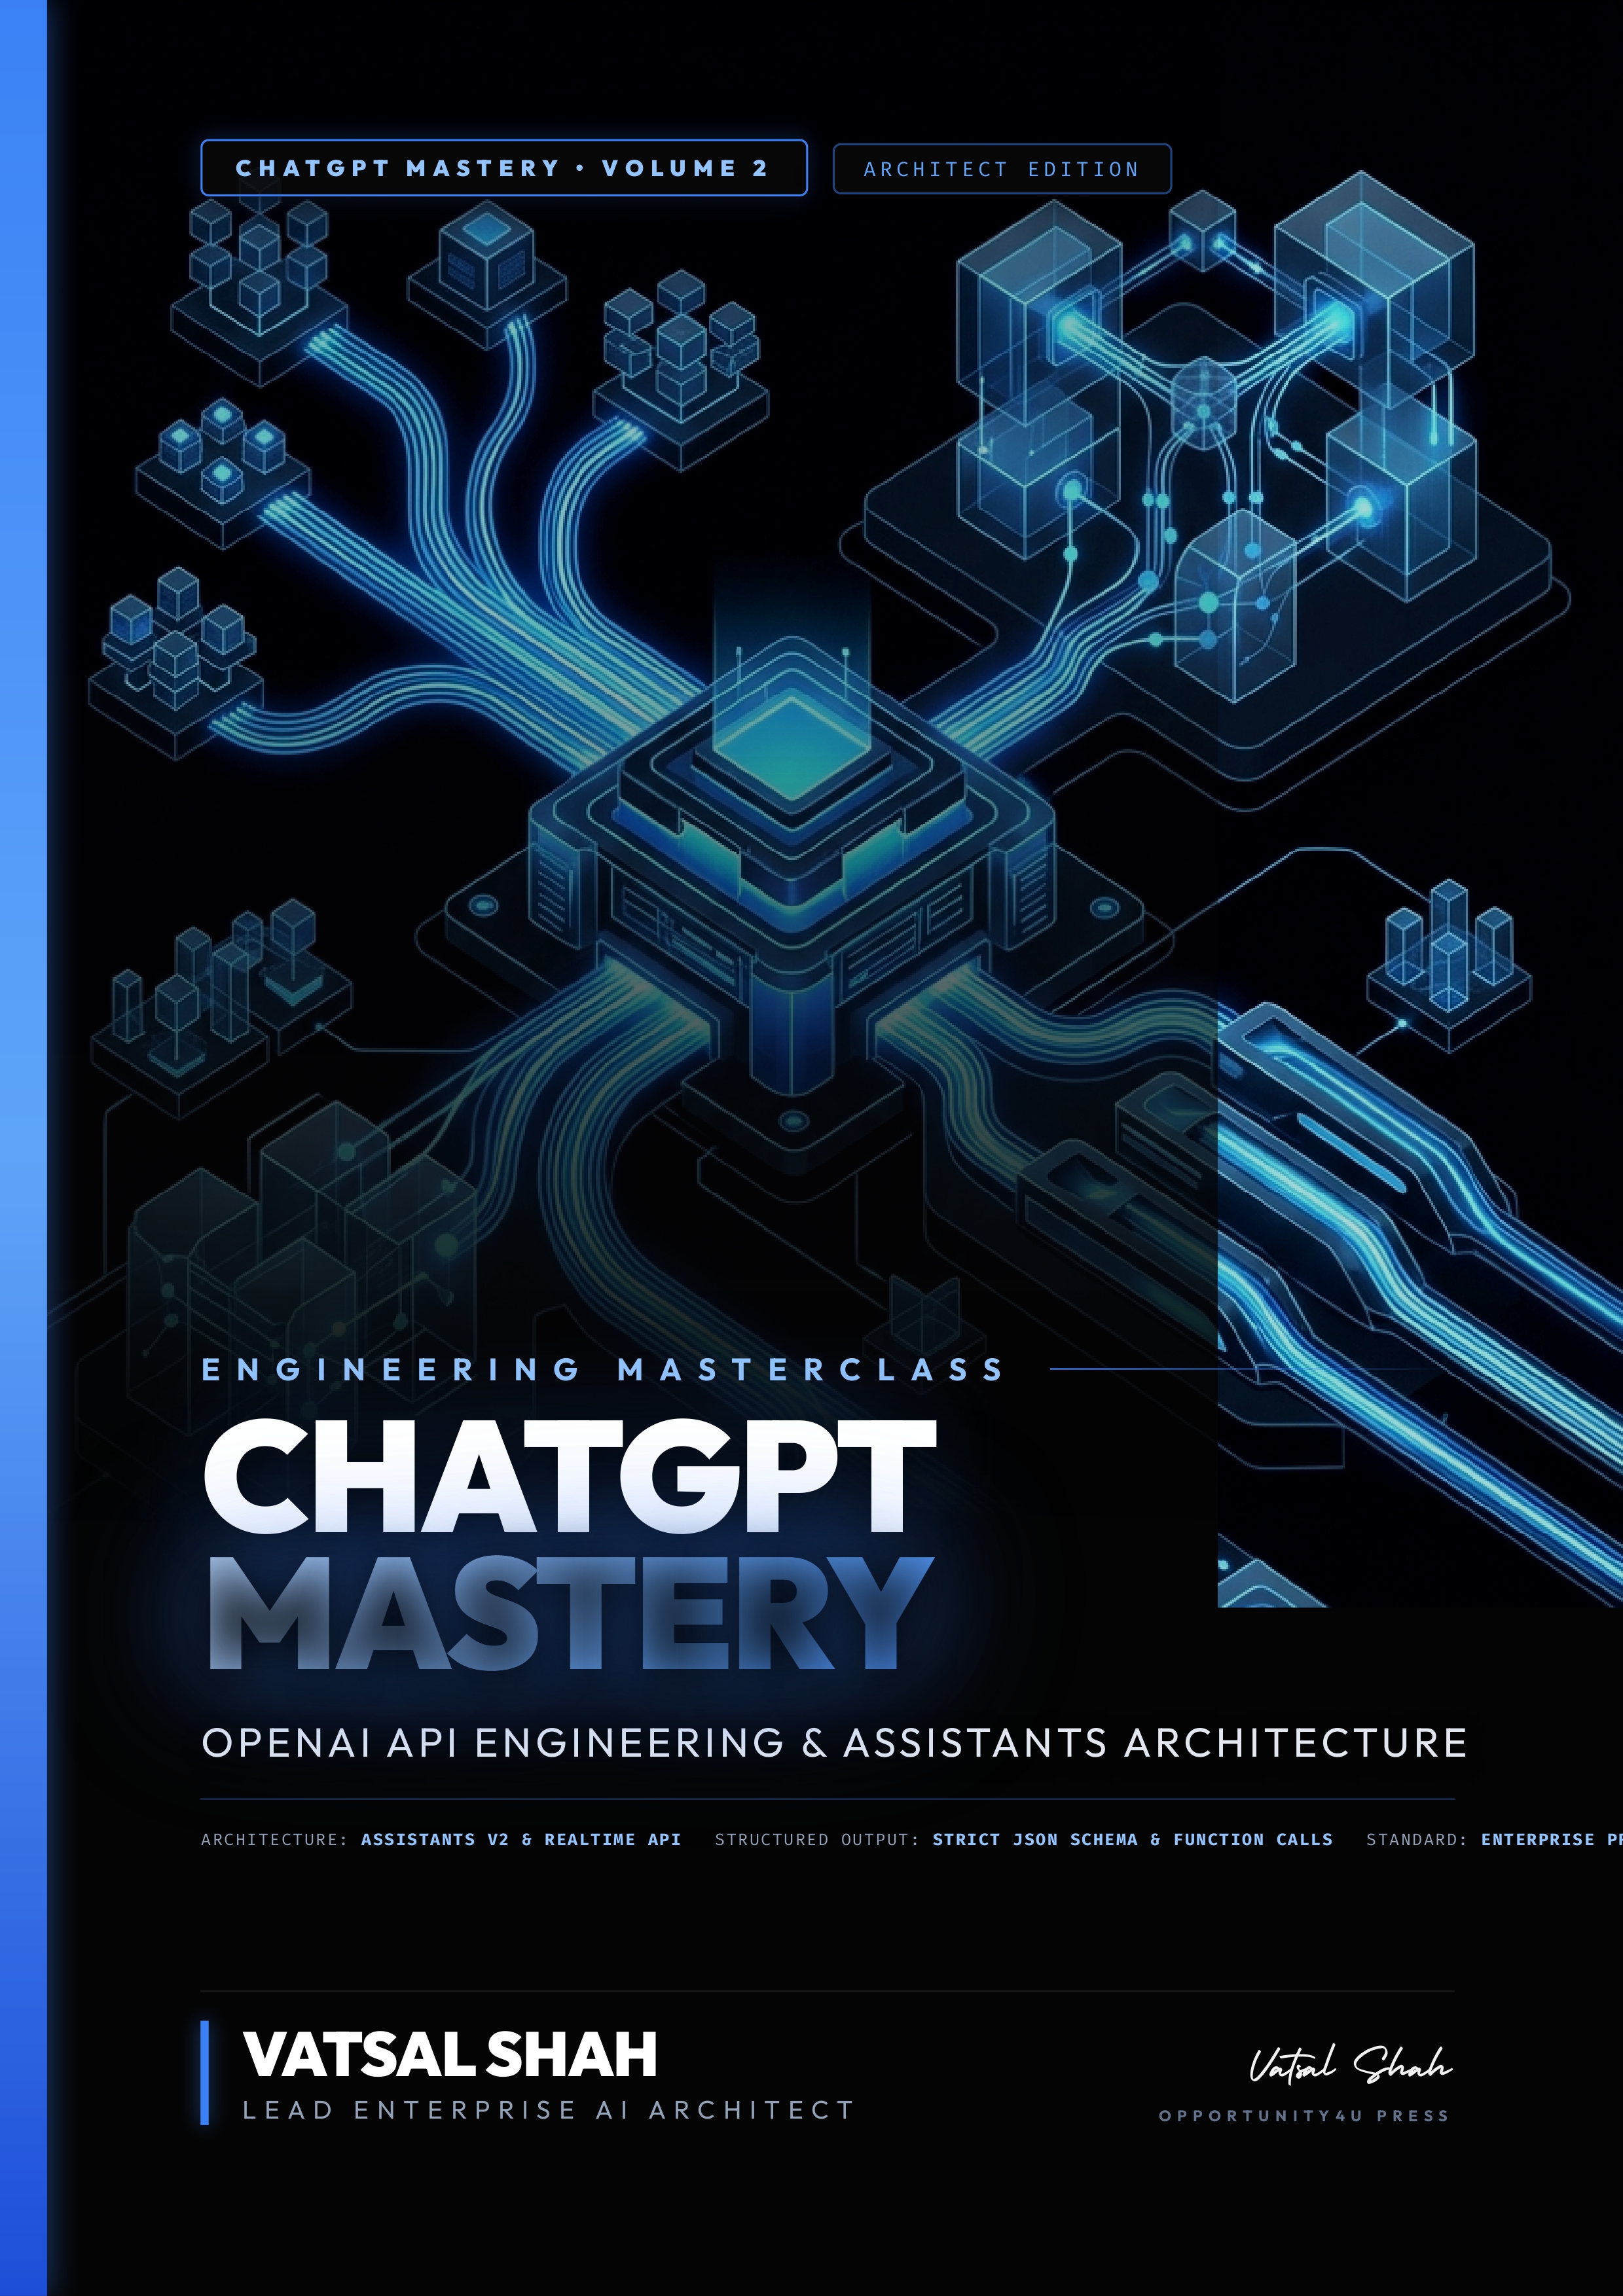 CHATGPT MASTERY • VOLUME 2
ARCHITECT EDITION
ENGINEERING MASTERCLASS
CHATGPT
MASTERY
OPENAI API ENGINEERING & ASSISTANTS ARCHITECTURE
ARCHITECTURE: ASSISTANTS V2 & REALTIME API STRUCTURED OUTPUT: STRICT JSON SCHEMA & FUNCTION CALLS STANDARD: ENTERPRISE
VATSAL SHAH
LEAD ENTERPRISE AI ARCHITECT
Vatsal Shah
OPPORTUNITY4U PRESS